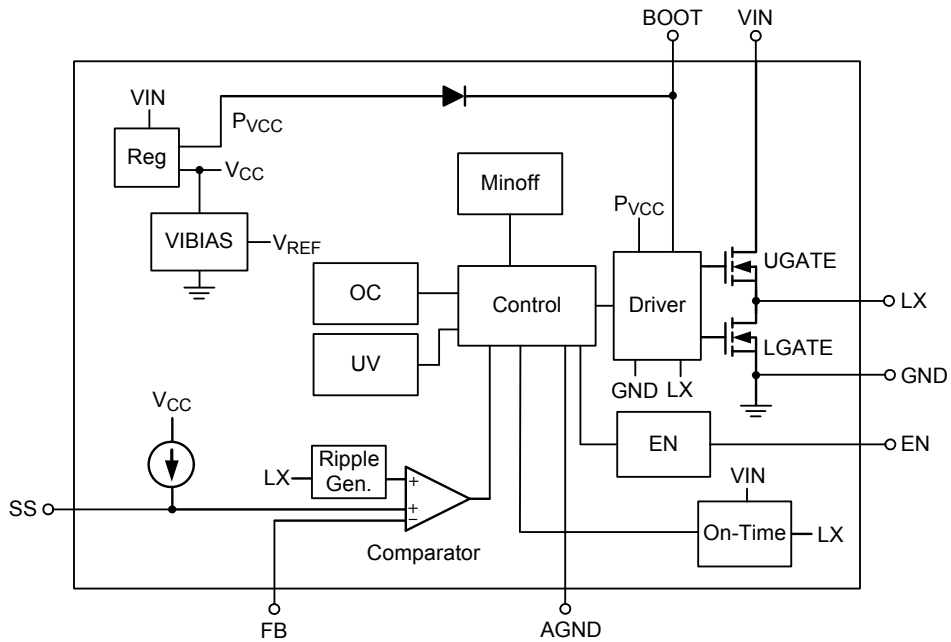 BOOT
VIN
VIN
PVCC
Reg
VCC
Minoff
PVCC
VIBIAS
VREF
UGATE
OC
Control
Driver
LX
LGATE
UV
GND
LX
GND
VCC
EN
EN
Ripple
Gen.
LX
+
VIN
SS
+
−
On-Time
LX
Comparator
FB
AGND